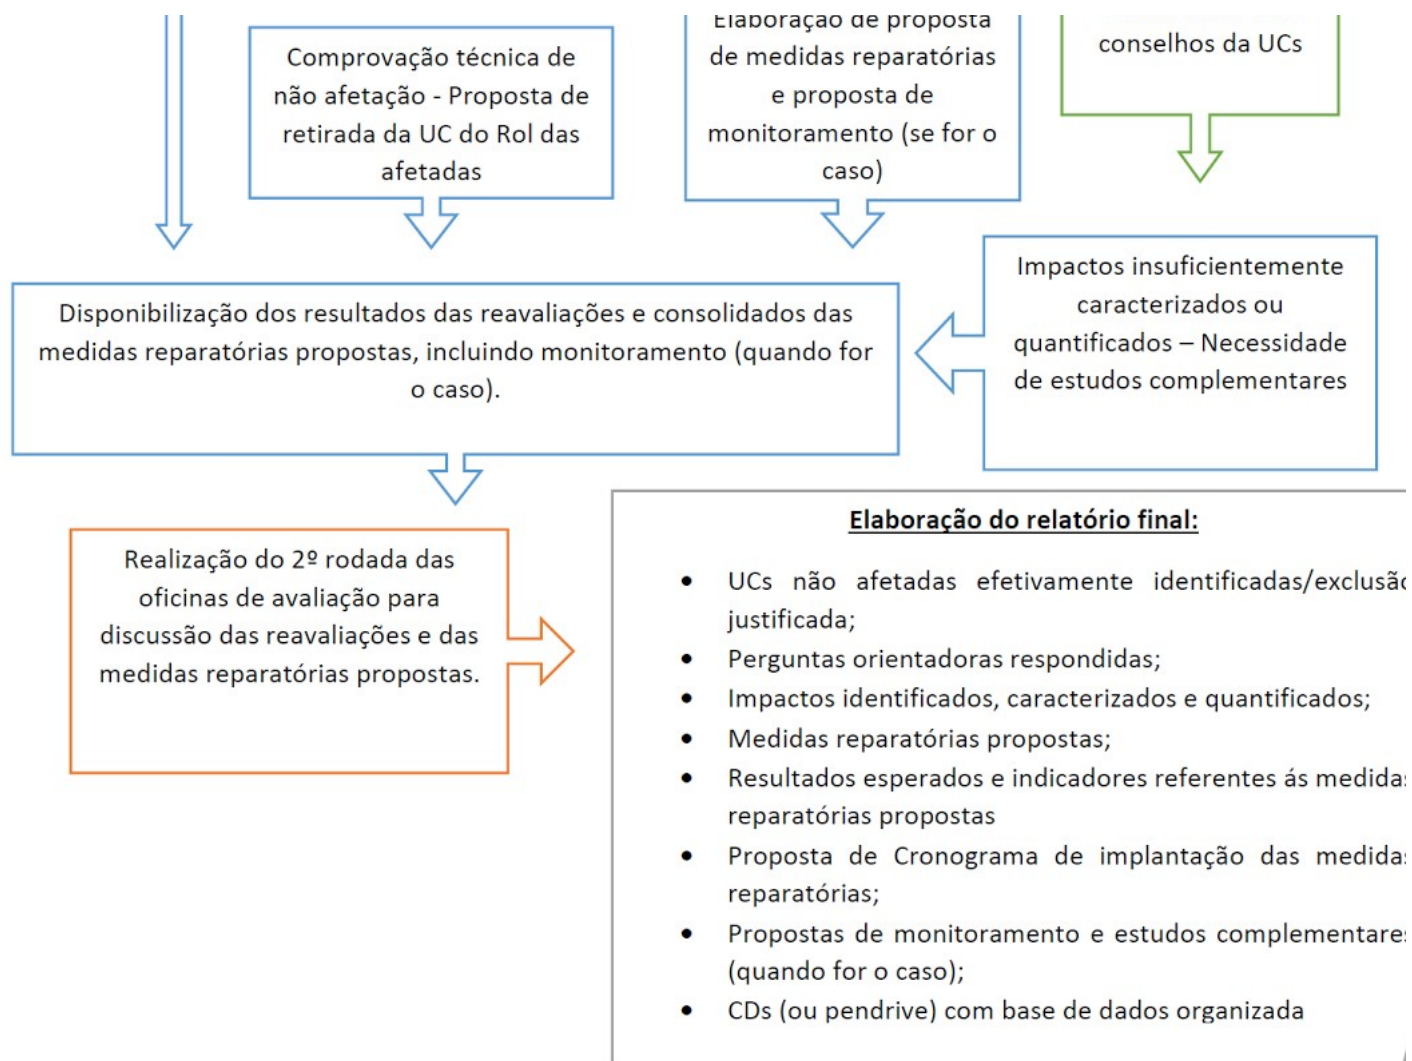 Comprovação técnica de
não afetação - Proposta de
retirada da UC do Rol das
afetadas
Elaboração de proposta
de medidas reparatórias
e proposta de
monitoramento (se for o
caso)
conselhos da UCs
Disponibilização dos resultados das reavaliações e consolidados das
medidas reparatórias propostas, incluindo monitoramento (quando for
o caso).
Impactos insuficientemente
caracterizados ou
quantificados – Necessidade
de estudos complementares
Realização do 2º rodada das
oficinas de avaliação para
discussão das reavaliações e das
medidas reparatórias propostas.
Elaboração do relatório final:
• UCs não afetadas efetivamente identificadas/exclusão
justificada;
• Perguntas orientadoras respondidas;
• Impactos identificados, caracterizados e quantificados;
• Medidas reparatórias propostas;
• Resultados esperados e indicadores referentes ás medidas
reparatórias propostas
• Proposta de Cronograma de implantação das medidas
reparatórias;
• Propostas de monitoramento e estudos complementares
(quando for o caso);
• CDs (ou pendrive) com base de dados organizada